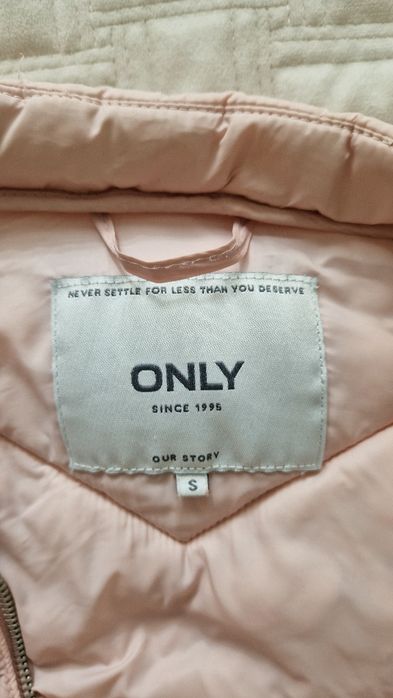 NEVER SETTLE FOR LESS THAN YOU DESERVE
ONLY
SINCE 1995
OUR STORY
S